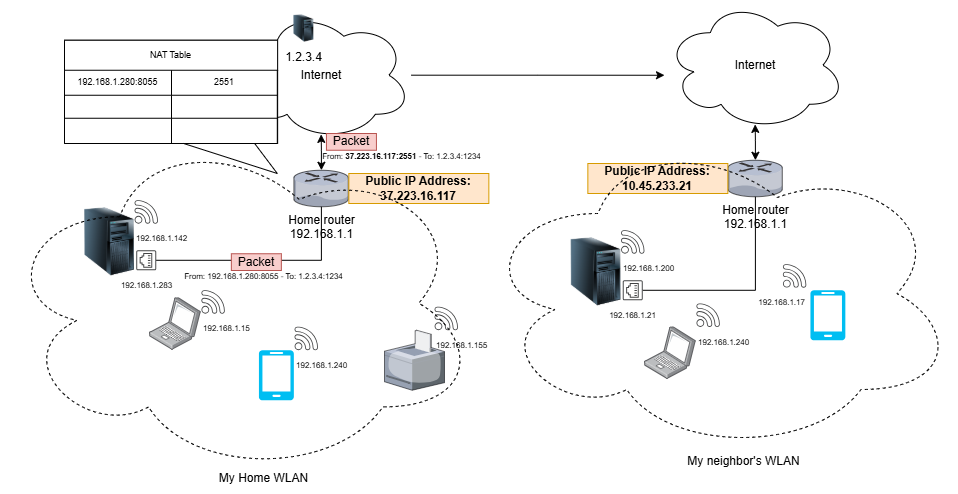 1.2.3.4
Internet
NAT Table
192.168.1.280:8055 2551
Packet
From: 37.223.16.117:2551 - To: 1.2.3.4:1234
Public IP Address:
37.223.16.117
Home router
192.168.1.1
192.168.1.142
Packet
From: 192.168.1.280:8055 - To: 1.2.3.4:1234
192.168.1.283
192.168.1.15
192.168.1.240
192.168.1.155
My Home WLAN
Internet
Public IP Address:
10.45.233.21
Home router
192.168.1.1
192.168.1.200
192.168.1.21
192.168.1.17
192.168.1.240
My neighbor's WLAN